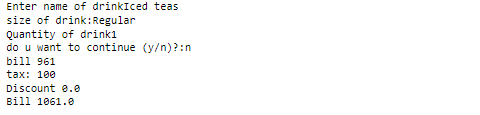 Enter name of drinkIced teas
size of drink:Regular
Quantity of drink1
do u want to continue (y/n)?:n
bill 961
tax: 100
Discount 0.0
Bill 1061.0